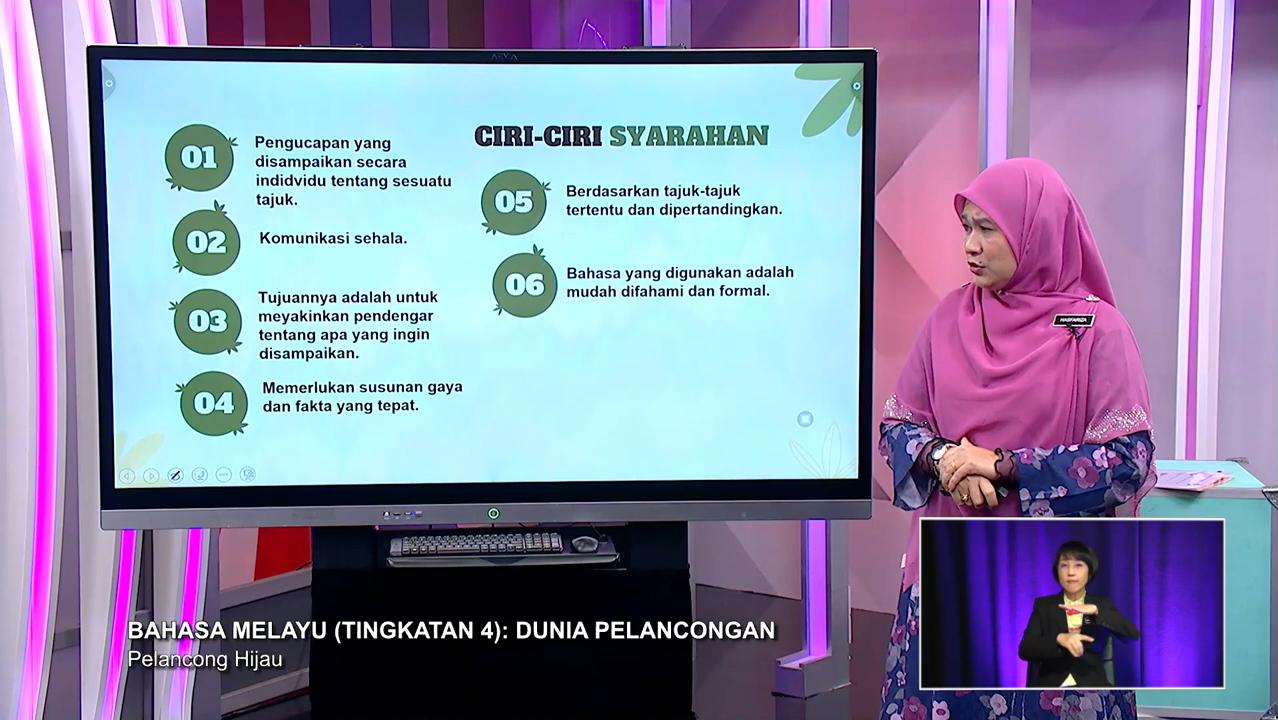 CIRI-CIRI SYARAHAN
01
Pengucapan yang
disampaikan secara
indidvidu tentang sesuatu
tajuk.
02
Komunikasi sehala.
03
Tujuannya adalah untuk
meyakinkan pendengar
tentang apa yang ingin
disampaikan.
04
Memerlukan susunan gaya
dan fakta yang tepat.
05
Berdasarkan tajuk-tajuk
tertentu dan dipertandingkan.
06
Bahasa yang digunakan adalah
mudah difahami dan formal.
HASFARIZA
BAHASA MELAYU (TINGKATAN 4): DUNIA PELANCONGAN
Pelancong Hijau